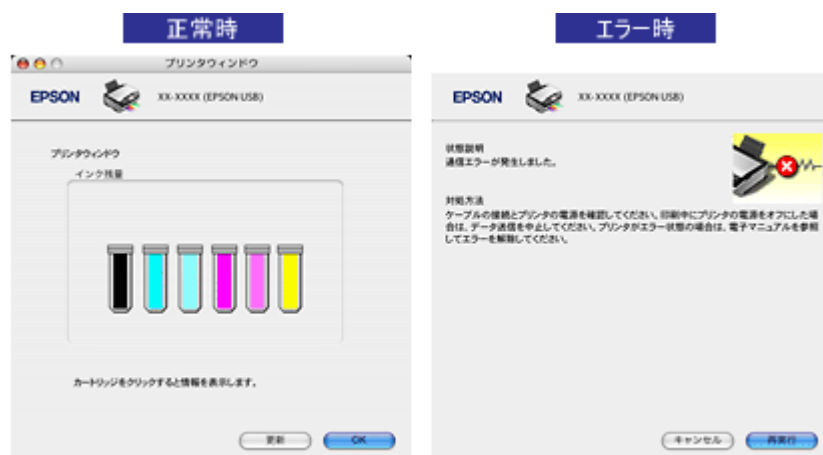 正常時
プリンタウィンドウ
EPSON
XX-XXXX (EPSON USB)
プリンタウィンドウ
インク残量
カートリッジをクリックすると情報を表示します。
更新
OK
エラー時
EPSON
XX-XXXX (EPSON USB)
状態説明
通信エラーが発生しました。
対処方法
ケーブルの接続とプリンタの電源を確認してください。印刷中にプリンタの電源をオフにした場
合は、データ送信を中止してください。プリンタがエラー状態の場合は、電子マニュアルを参照
してエラーを解除してください。
キャンセル
再実行